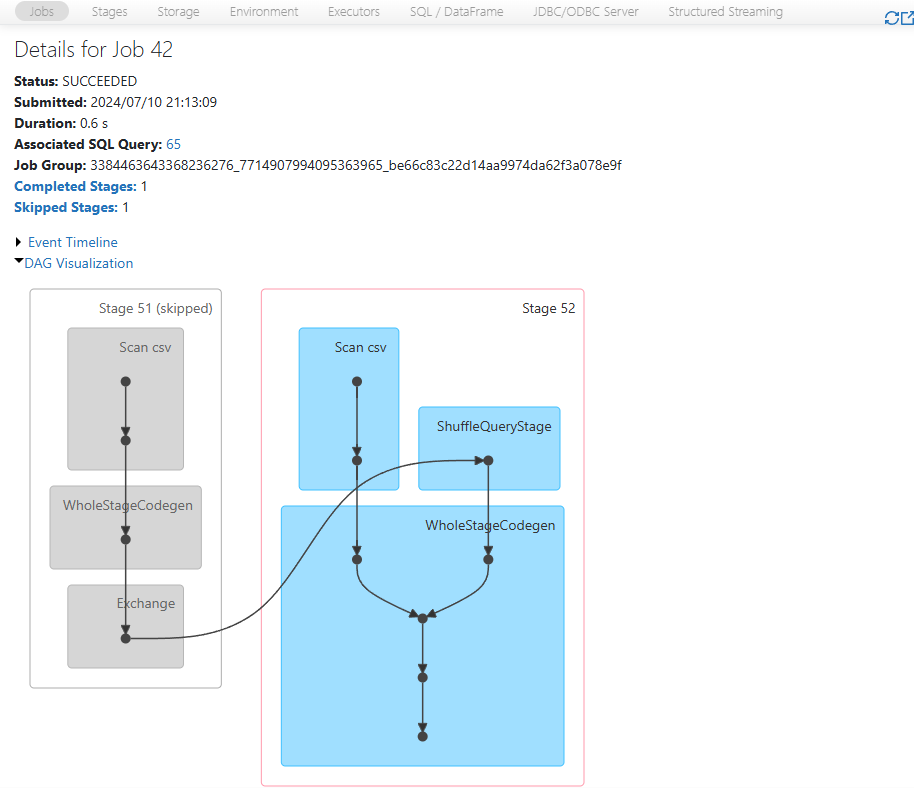 Jobs Stages Storage Environment Executors SQL / DataFrame JDBC/ODBC Server Structured Streaming
Details for Job 42
Status: SUCCEEDED
Submitted: 2024/07/10 21:13:09
Duration: 0.6 s
Associated SQL Query: 65
Job Group: 3384463643368236276_7714907994095363965_be66c83c22d14aa9974da62f3a078e9f
Completed Stages: 1
Skipped Stages: 1
Event Timeline
DAG Visualization
Stage 51 (skipped)
Scan csv
WholeStageCodegen
Exchange
Stage 52
Scan csv
ShuffleQueryStage
WholeStageCodegen